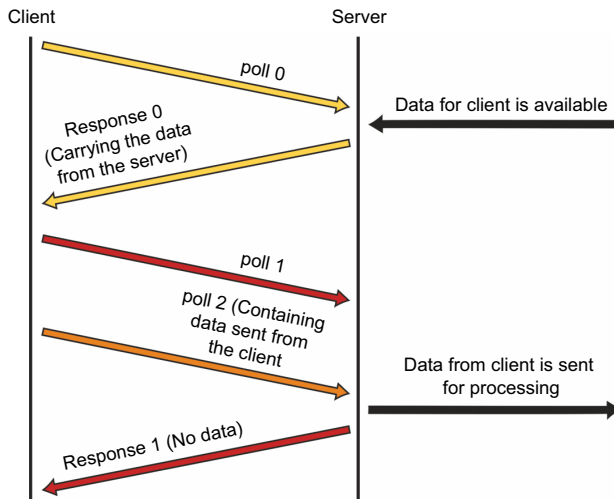 Client
Server
poll 0
Data for client is available
Response 0
(Carrying the data
from the server)
poll 1
poll 2 (Containing
data sent from
the client
Data from client is sent
for processing
Response 1 (No data)